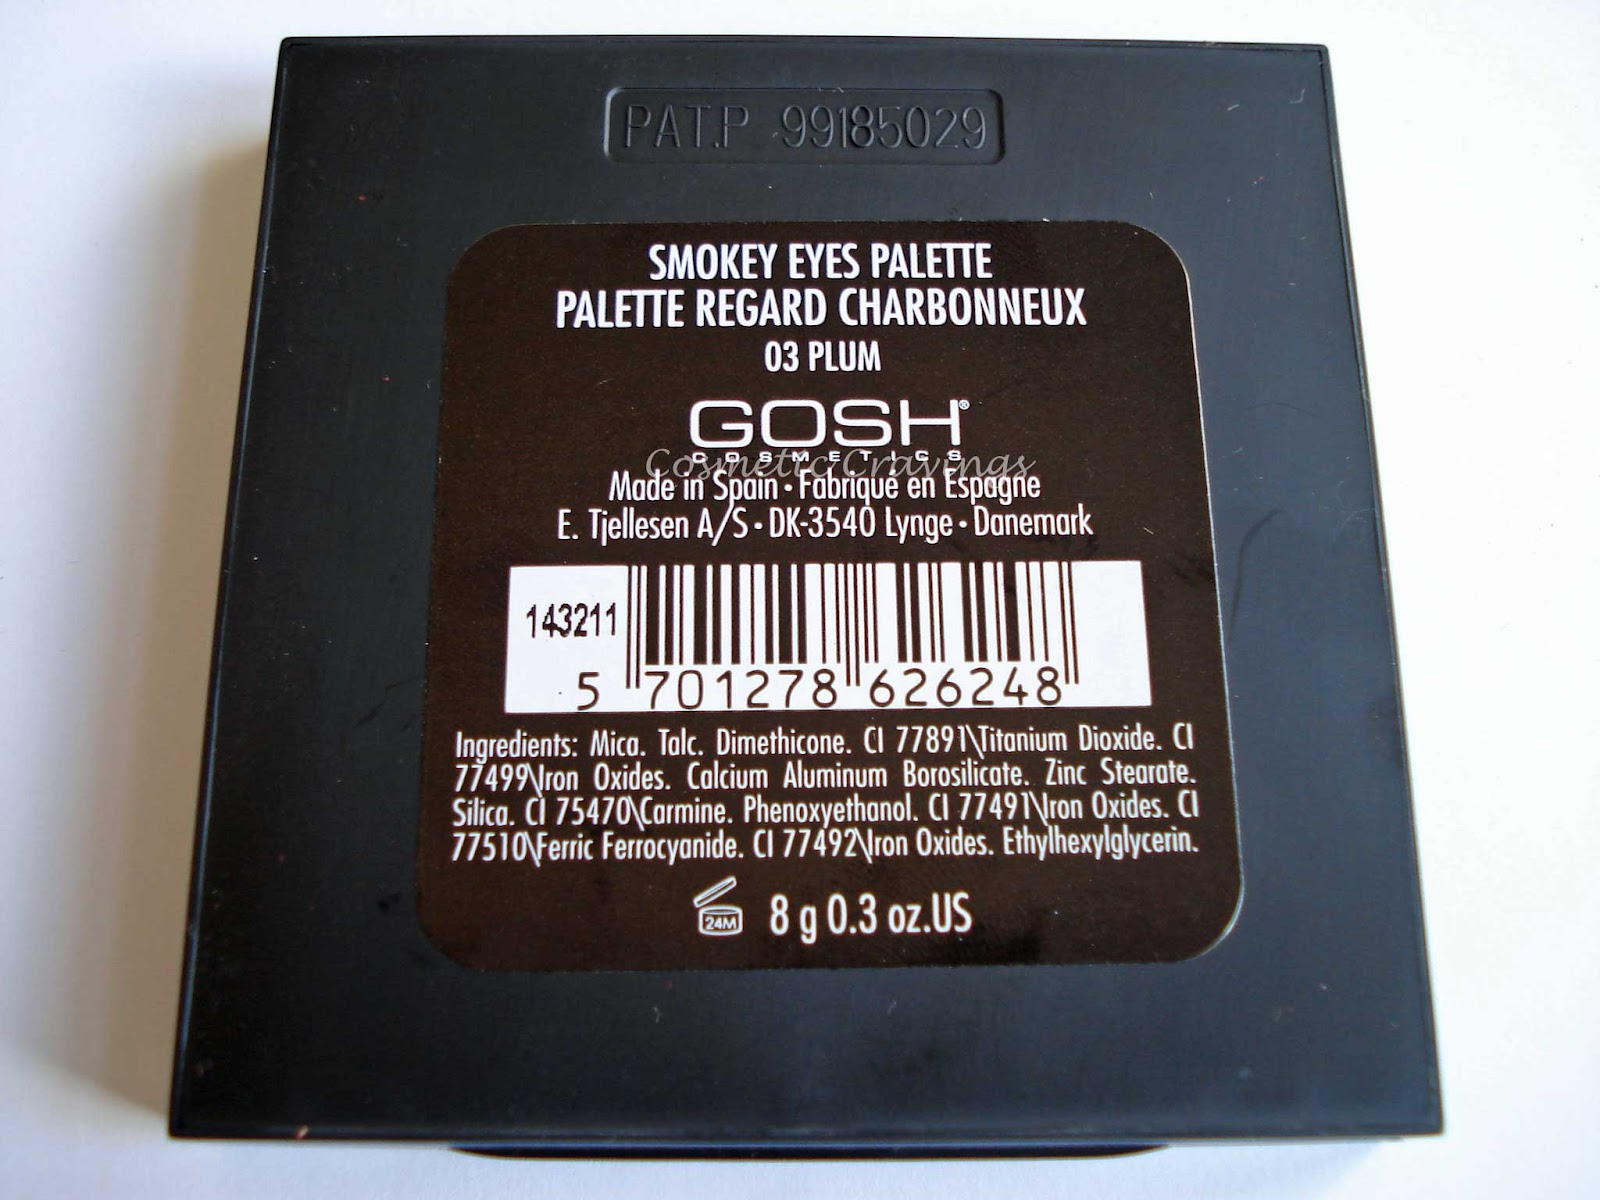 PAT.P 99185029
SMOKEY EYES PALETTE
PALETTE REGARD CHARBONNEUX
03 PLUM
GOSH®
COSMETICS
Cosmetic Cravings
Made in Spain • Fabriqué en Espagne
E. Tjellesen A/S • DK-3540 Lynge • Danemark
143211
5 701278 626248
Ingredients: Mica. Talc. Dimethicone. CI 77891\Titanium Dioxide. CI
77499\Iron Oxides. Calcium Aluminum Borosilicate. Zinc Stearate.
Silica. CI 75470\Carmine. Phenoxyethanol. CI 77491\Iron Oxides. CI
77510\Ferric Ferrocyanide. CI 77492\Iron Oxides. Ethylhexylglycerin.
24M 8 g 0.3 oz.US